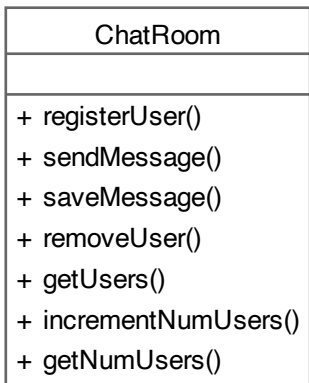 ChatRoom
+ registerUser()
+ sendMessage()
+ saveMessage()
+ removeUser()
+ getUsers()
+ incrementNumUsers()
+ getNumUsers()